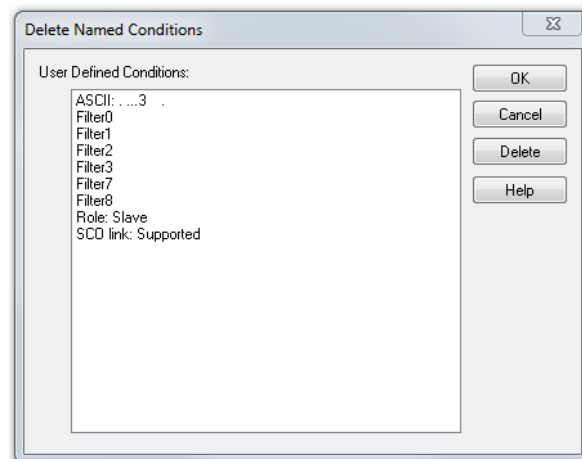 Delete Named Conditions
User Defined Conditions:
ASCII: . ...3 .
Filter0
Filter1
Filter2
Filter3
Filter7
Filter8
Role: Slave
SCO link: Supported
OK
Cancel
Delete
Help